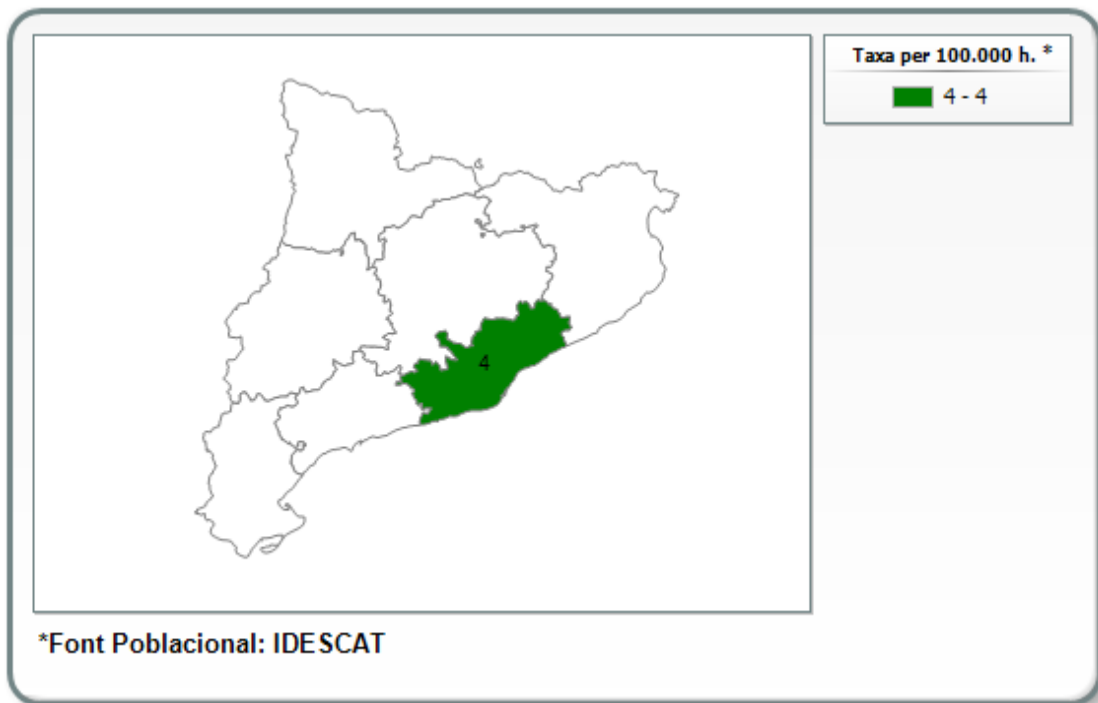 Taxa per 100.000 h. *
4 - 4
4
*Font Poblacional: IDESCAT